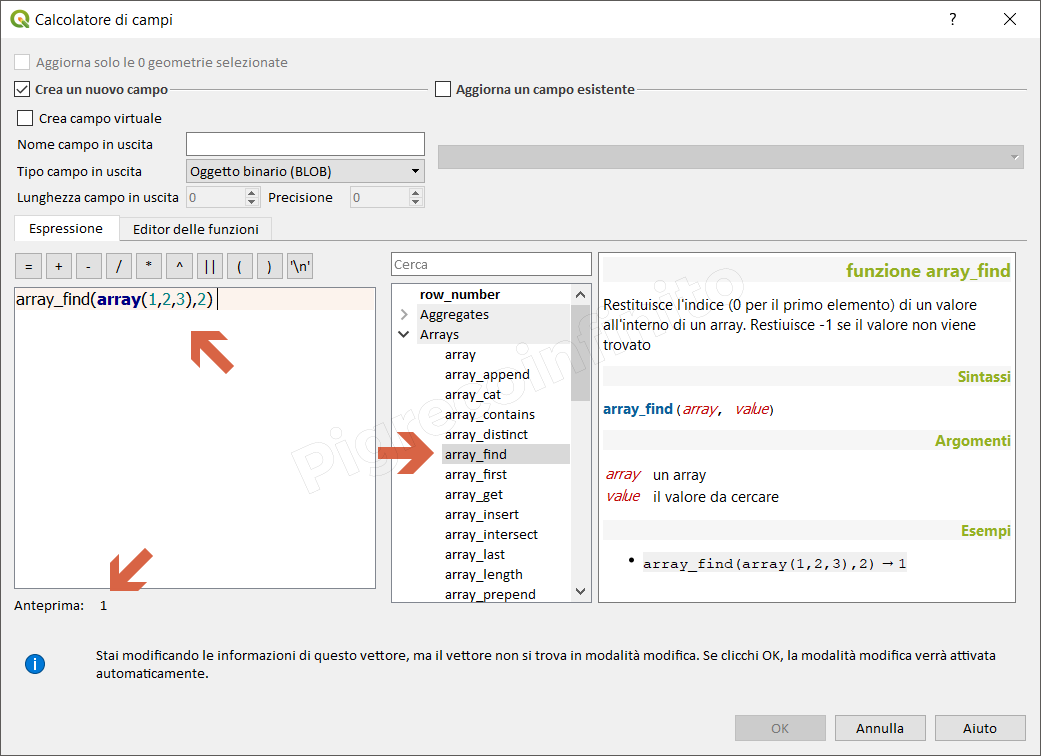 Calcolatore di campi
?
Aggiorna solo le 0 geometrie selezionate
Crea un nuovo campo
Aggiorna un campo esistente
Crea campo virtuale
Nome campo in uscita
Tipo campo in uscita
Oggetto binario (BLOB)
Lunghezza campo in uscita
0
Precisione
0
Espressione
Editor delle funzioni
= + - / * ^ || ( ) '\n'
array_find(array(1,2,3),2)
Anteprima: 1
Cerca
row_number
Aggregates
Arrays
array
array_append
array_cat
array_contains
array_distinct
array_find
array_first
array_get
array_insert
array_intersect
array_last
array_length
array_prepend
funzione array_find
Restituisce l'indice (0 per il primo elemento) di un valore
all'interno di un array. Restiuisce -1 se il valore non viene
trovato
Sintassi
array_find(array, value)
Argomenti
array un array
value il valore da cercare
Esempi
• array_find(array(1,2,3),2) → 1
Stai modificando le informazioni di questo vettore, ma il vettore non si trova in modalità modifica. Se clicchi OK, la modalità modifica verrà attivata
automaticamente.
OK
Annulla
Aiuto